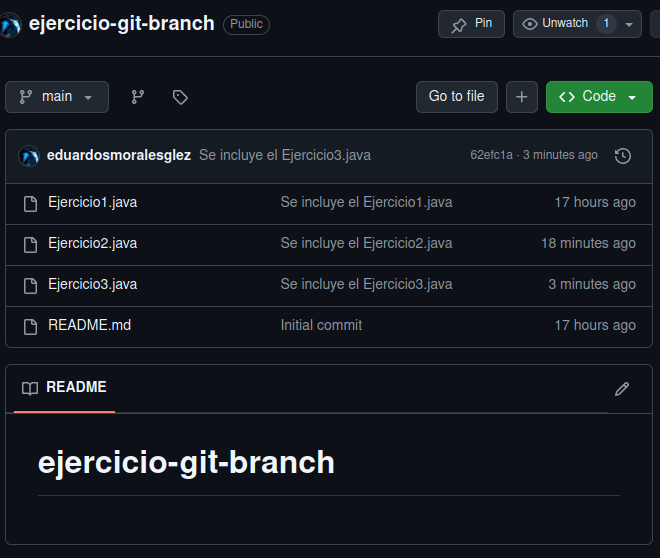 ejercicio-git-branch Public Pin Unwatch 1
main Go to file Code
eduardosmoralesglez Se incluye el Ejercicio3.java 62efc1a · 3 minutes ago
Ejercicio1.java Se incluye el Ejercicio1.java 17 hours ago
Ejercicio2.java Se incluye el Ejercicio2.java 18 minutes ago
Ejercicio3.java Se incluye el Ejercicio3.java 3 minutes ago
README.md Initial commit 17 hours ago
README
ejercicio-git-branch